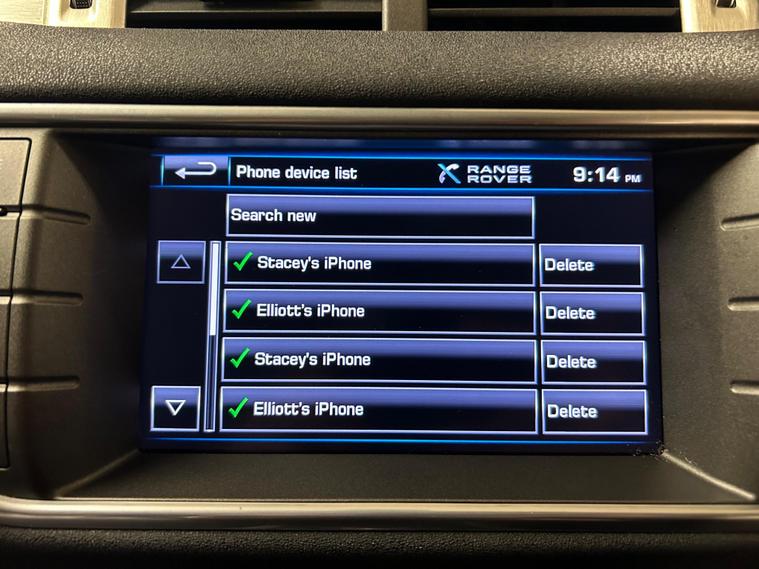 Phone device list
RANGE
ROVER
9:14 PM
Search new
Stacey's iPhone
Delete
Elliott's iPhone
Delete
Stacey's iPhone
Delete
Elliott's iPhone
Delete